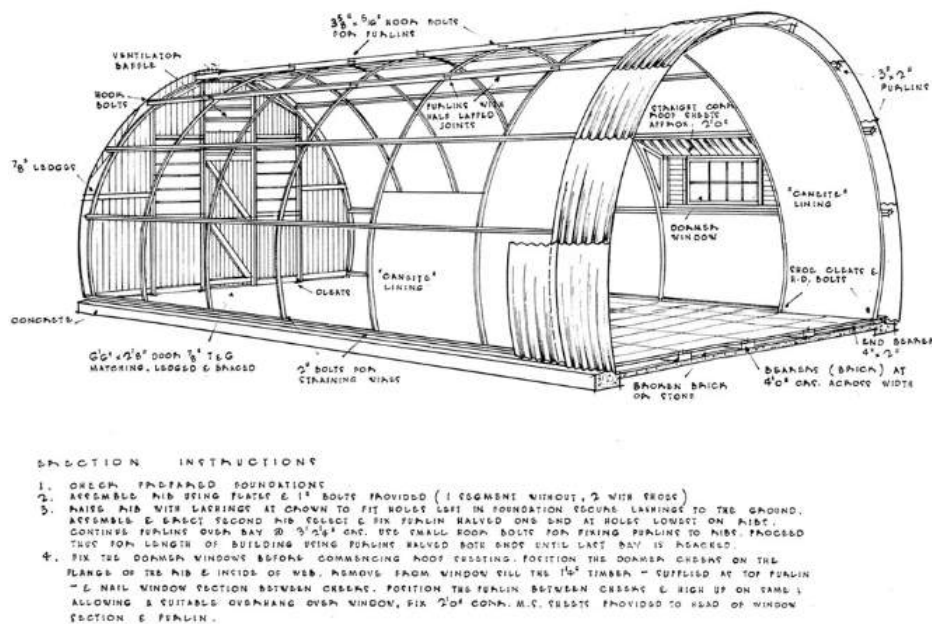 3 5/8" x 5/16" HOOK BOLTS
FOR PURLINS
VENTILATOR
BAFFLE
HOOK
BOLTS
PURLINS WITH
HALF LAPPED
JOINTS
STRAIGHT CORR.
ROOF SHEETS
APPROX. 2'0"
3" x 2"
PURLINS
7/8" LEDGES
"CANSITE"
LINING
DORMER
WINDOW
"CANSITE"
LINING
CLEATS
SHOE CLEATS &
H.D. BOLTS
CONCRETE
6'6" x 2'8" DOOR 7/8" T&G
MATCHING, LEDGED & BRACED
2" BOLTS FOR
STRAINING WIRES
BROKEN BRICK
OR STONE
BEARERS (BRICK) AT
4'0" CRS. ACROSS WIDTH
END BEARER
4" x 2"
ERECTION INSTRUCTIONS
1. CHECK PREPARED FOUNDATIONS
2. ASSEMBLE RIB USING PLATES & 1" BOLTS PROVIDED (1 SEGMENT WITHOUT, 2 WITH SHOES)
3. RAISE RIB WITH LASHINGS AT CROWN TO FIT HOLES LEFT IN FOUNDATION SECURE LASHINGS TO THE GROUND.
ASSEMBLE & ERECT SECOND RIB SELECT & FIX PURLIN HALVED ONE END AT HOLES LOWEST ON RIBS.
CONTINUE PURLINS OVER BAY @ 3' 2¼" CRS. USE SMALL HOOK BOLTS FOR FIXING PURLINS TO RIBS. PROCEED
THUS FOR LENGTH OF BUILDING USING PURLINS HALVED BOTH ENDS UNTIL LAST BAY IS REACHED.
4. FIX THE DORMER WINDOWS BEFORE COMMENCING ROOF SHEETING. POSITION THE DORMER CHEEKS ON THE
FLANGE OF THE RIB & INSIDE OF WEB. REMOVE FROM WINDOW SILL THE 1¼" TIMBER - SUPPLIED AS TOP PURLIN
- & NAIL WINDOW SECTION BETWEEN CHEEKS. POSITION THE PURLIN BETWEEN CHEEKS & HIGH UP ON SAME;
ALLOWING A SUITABLE OVERHANG OVER WINDOW, FIX 2'0" CORR. M.S. SHEETS PROVIDED TO HEAD OF WINDOW
SECTION & PURLIN.